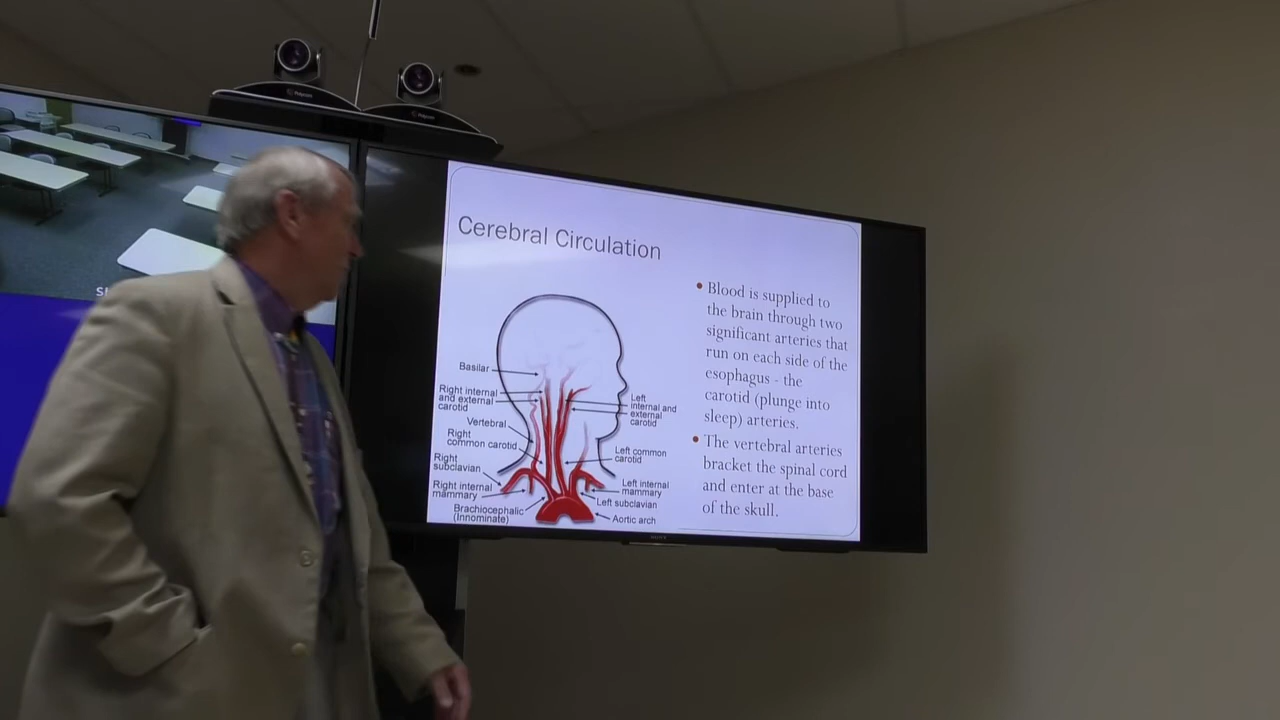 Polycom
Polycom
Cerebral Circulation
Basilar
Right internal
and external
carotid
Vertebral
Right
common carotid
Right
subclavian
Right internal
mammary
Brachiocephalic
(Innominate)
Left
internal and
external
carotid
Left common
carotid
Left internal
mammary
Left subclavian
Aortic arch
• Blood is supplied to
the brain through two
significant arteries that
run on each side of the
esophagus - the
carotid (plunge into
sleep) arteries.
• The vertebral arteries
bracket the spinal cord
and enter at the base
of the skull.
SONY